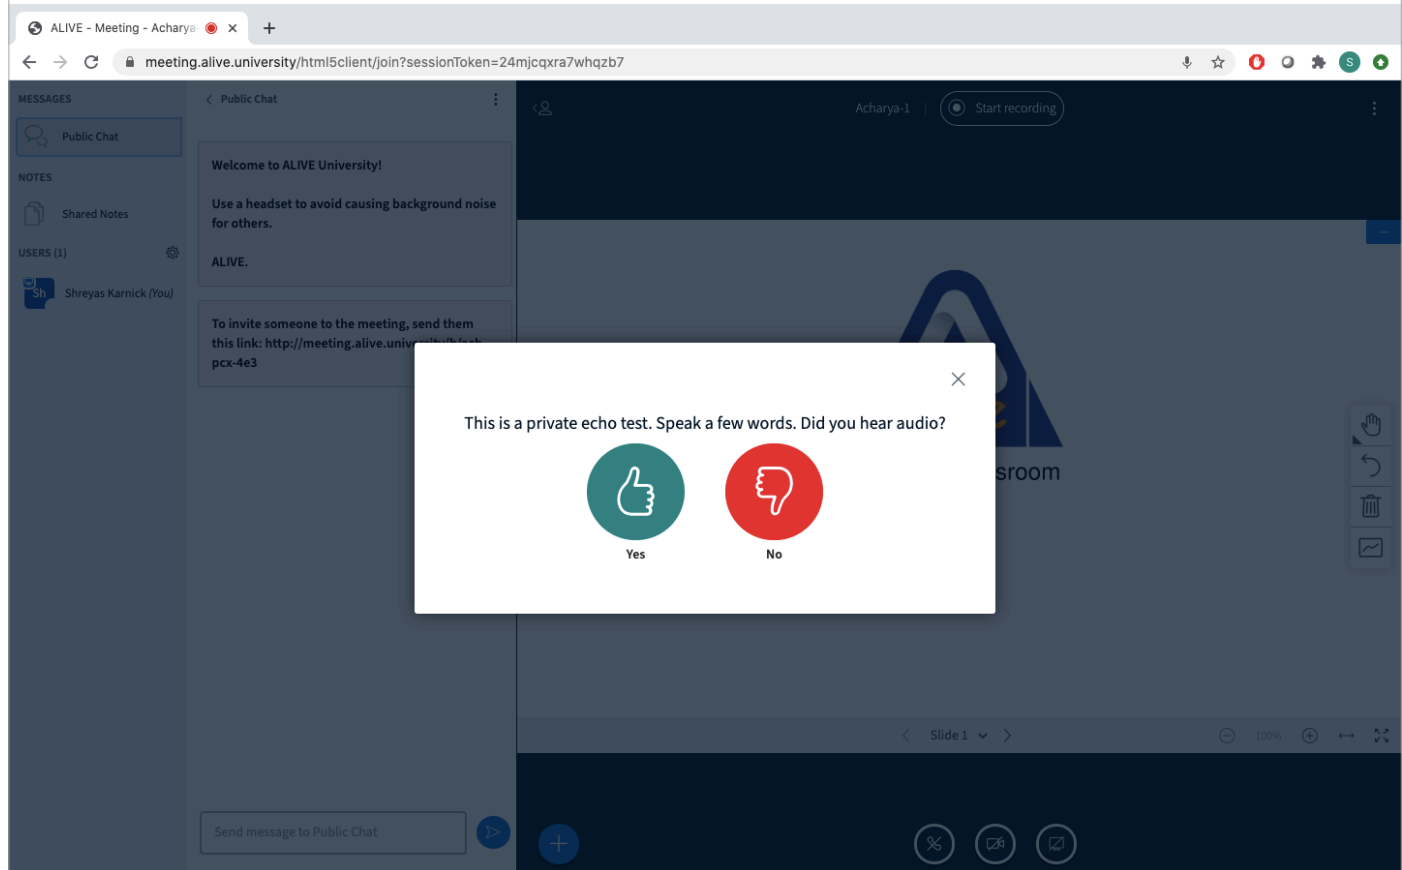 ALIVE - Meeting - Acharya
meeting.alive.university/html5client/join?sessionToken=24mjcqxra7whqzb7
S
MESSAGES
Public Chat
NOTES
Shared Notes
USERS (1)
Sh
Shreyas Karnick (You)
Public Chat
Welcome to ALIVE University!
Use a headset to avoid causing background noise
for others.
ALIVE.
To invite someone to the meeting, send them
this link: http://meeting.alive.univ
pcx-4e3
Send message to Public Chat
Acharya-1
Start recording
sroom
This is a private echo test. Speak a few words. Did you hear audio?
Yes
No
Slide 1
100%